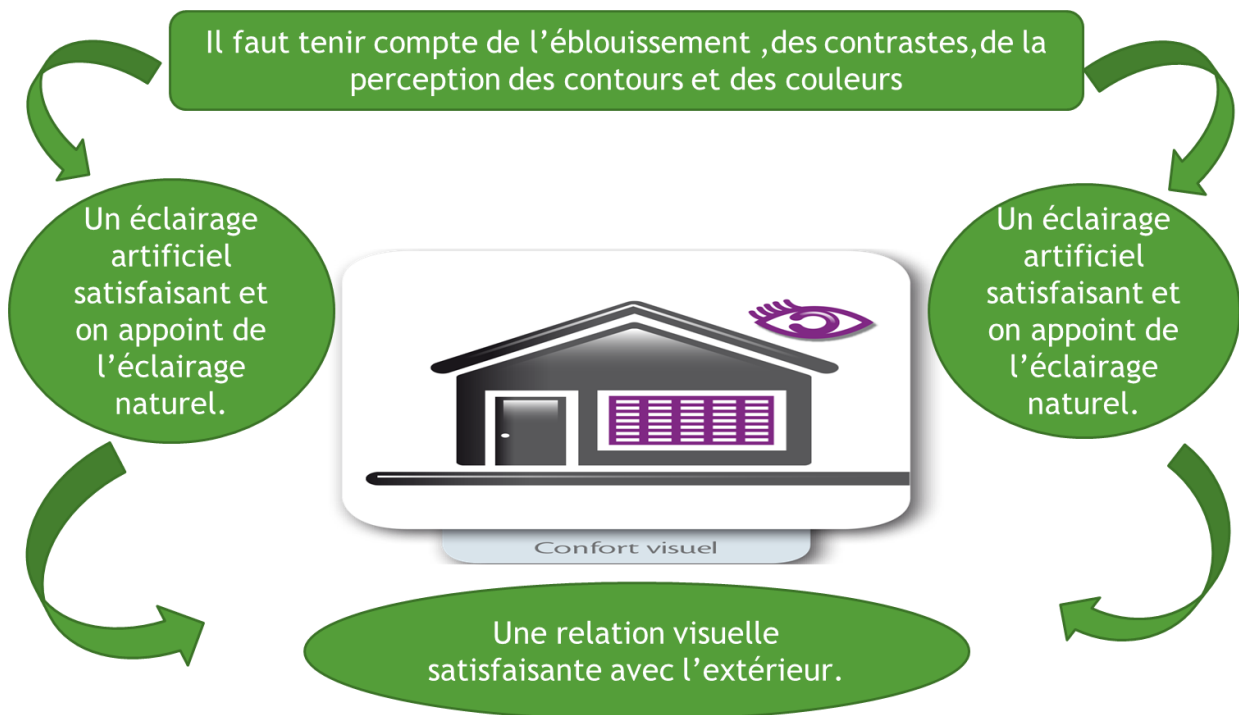 Il faut tenir compte de l’éblouissement ,des contrastes,de la
perception des contours et des couleurs
Un éclairage
artificiel
satisfaisant et
on appoint de
l’éclairage
naturel.
Un éclairage
artificiel
satisfaisant et
on appoint de
l’éclairage
naturel.
Confort visuel
Une relation visuelle
satisfaisante avec l’extérieur.